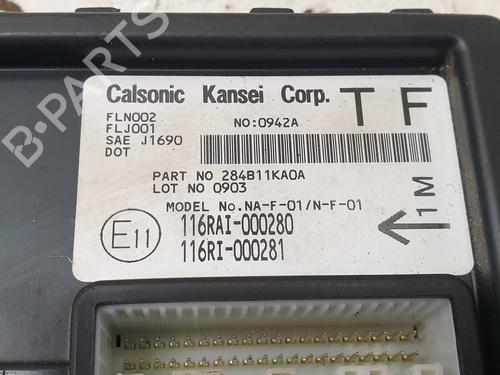 Calsonic Kansei Corp. T F
FLN002
FLJ001
SAE J1690
DOT
NO:0942A
PART NO 284B11KA0A
LOT NO 0903
MODEL No.NA-F-01/N-F-01
E11
116RAI-000280
116RI-000281
1M